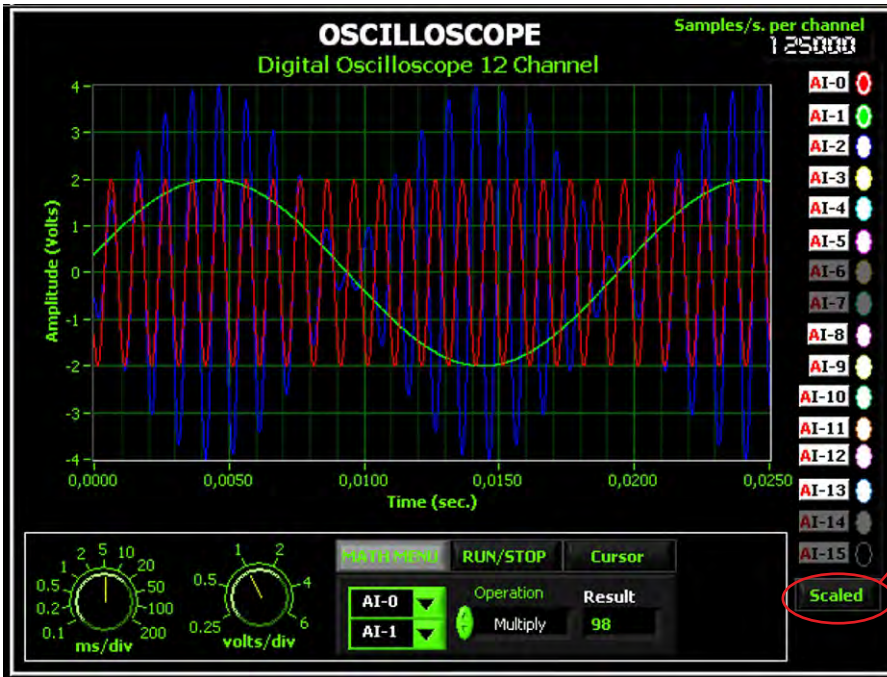 OSCILLOSCOPE
Digital Oscilloscope 12 Channel
Samples/s. per channel
125000
Amplitude (Volts)
4
3
2
1
0
-1
-2
-3
-4
0,0000 0,0050 0,0100 0,0150 0,0200 0,0250
Time (sec.)
AI-0
AI-1
AI-2
AI-3
AI-4
AI-5
AI-6
AI-7
AI-8
AI-9
AI-10
AI-11
AI-12
AI-13
AI-14
AI-15
Scaled
0.1 0.2 0.5 1 2 5 10 20 50 100 200
ms/div
0.25 0.5 1 2 4 6
volts/div
MATH MENU RUN/STOP Cursor
AI-0
AI-1
Operation
Multiply
Result
98